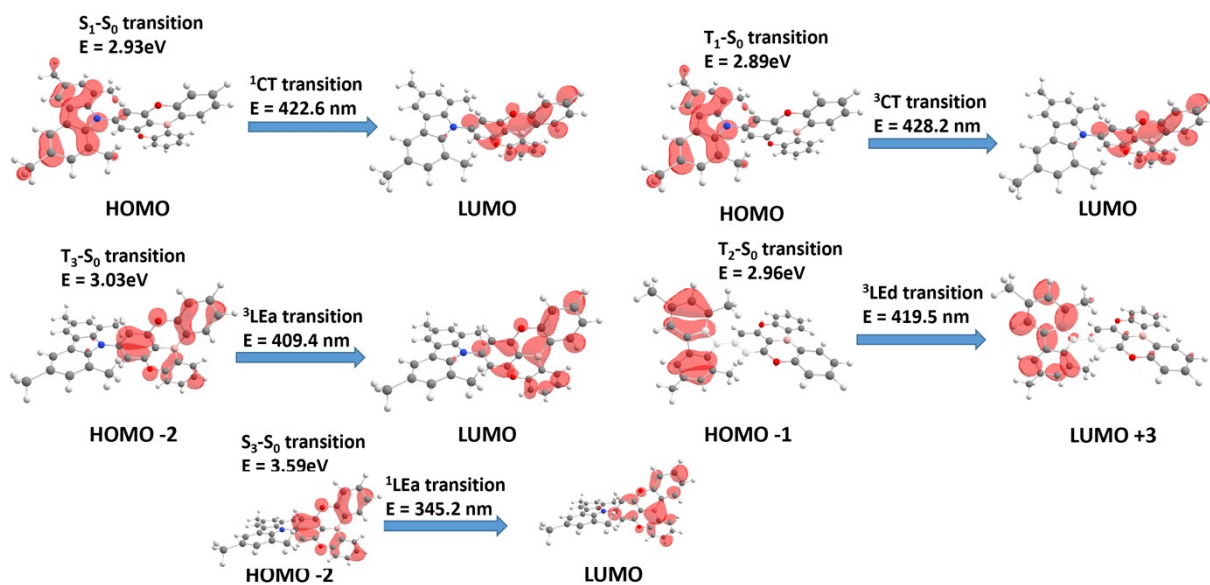 S₁-S₀ transition
E = 2.93eV
¹CT transition
E = 422.6 nm
HOMO
LUMO
T₁-S₀ transition
E = 2.89eV
³CT transition
E = 428.2 nm
HOMO
LUMO
T₃-S₀ transition
E = 3.03eV
³LEa transition
E = 409.4 nm
HOMO -2
LUMO
T₂-S₀ transition
E = 2.96eV
³LEd transition
E = 419.5 nm
HOMO -1
LUMO +3
S₃-S₀ transition
E = 3.59eV
¹LEa transition
E = 345.2 nm
HOMO -2
LUMO